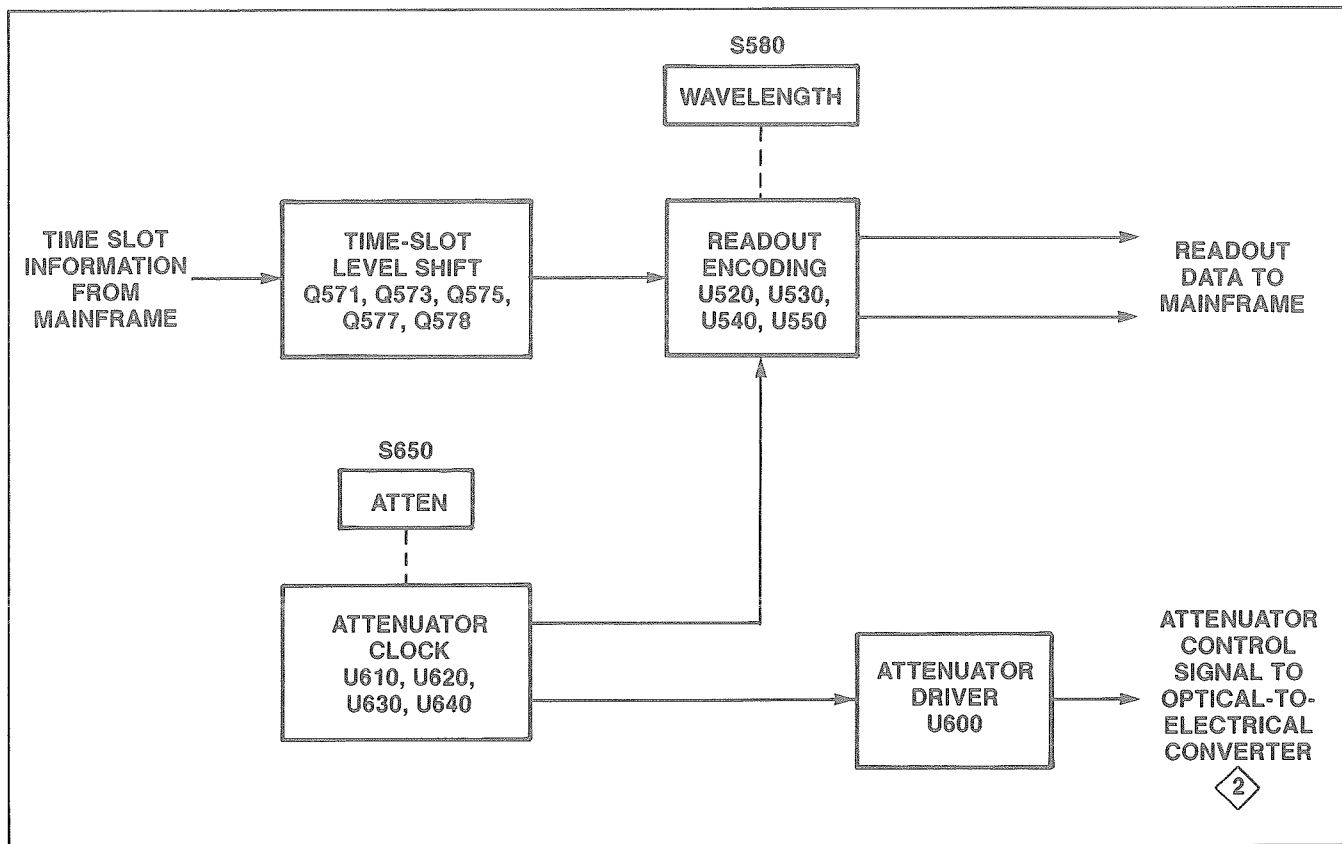 S580
WAVELENGTH
TIME SLOT
INFORMATION
FROM
MAINFRAME
TIME-SLOT
LEVEL SHIFT
Q571, Q573, Q575,
Q577, Q578
READOUT
ENCODING
U520, U530,
U540, U550
READOUT
DATA TO
MAINFRAME
S650
ATTEN
ATTENUATOR
CLOCK
U610, U620,
U630, U640
ATTENUATOR
DRIVER
U600
ATTENUATOR
CONTROL
SIGNAL TO
OPTICAL-TO-
ELECTRICAL
CONVERTER
2